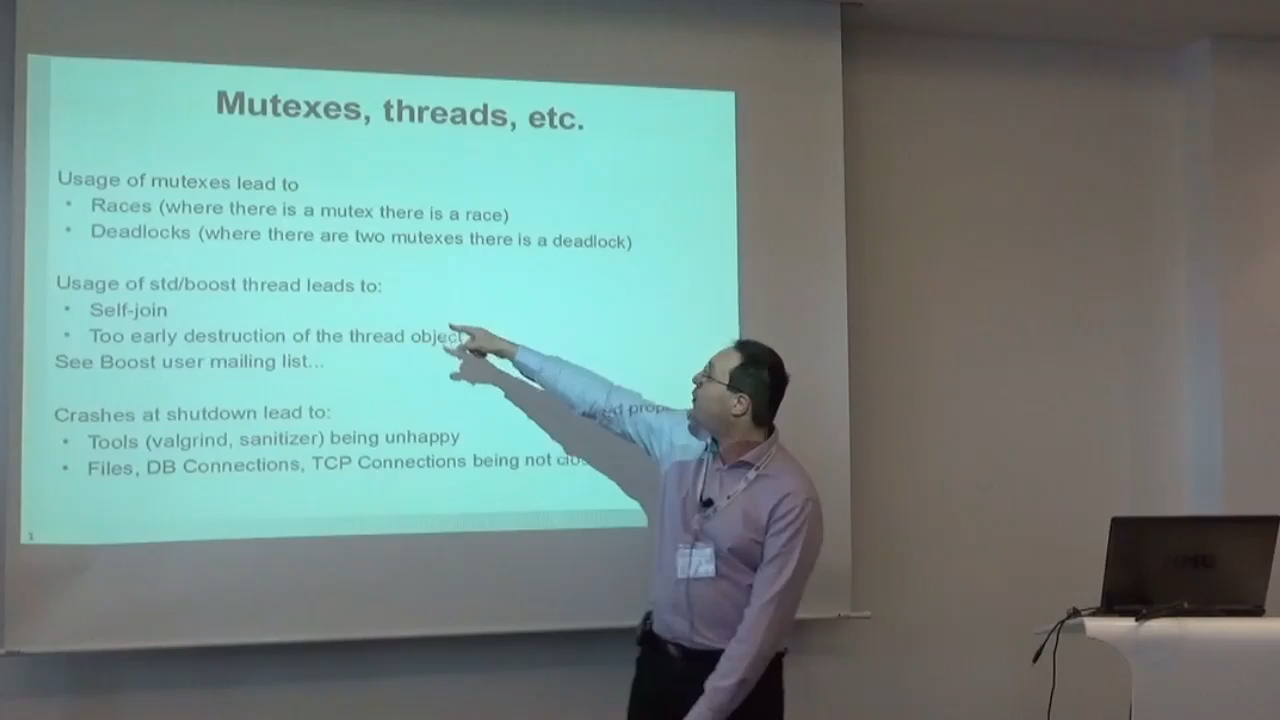 Mutexes, threads, etc.
Usage of mutexes lead to
• Races (where there is a mutex there is a race)
• Deadlocks (where there are two mutexes there is a deadlock)
Usage of std/boost thread leads to:
• Self-join
• Too early destruction of the thread object
See Boost user mailing list...
Crashes at shutdown lead to:
• Tools (valgrind, sanitizer) being unhappy
• Files, DB Connections, TCP Connections being not
1